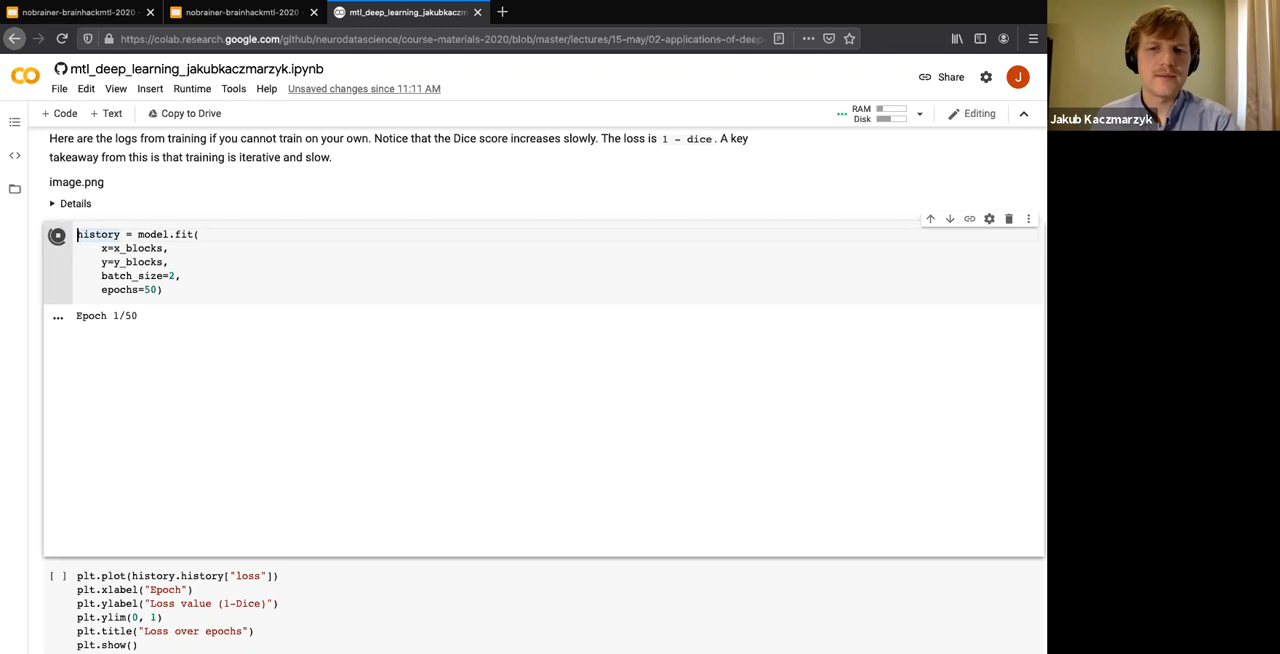 nobrainer-brainhackmtl-2020
nobrainer-brainhackmtl-2020
mtl_deep_learning_jakubkaczm
https://colab.research.google.com/github/neurodatascience/course-materials-2020/blob/master/lectures/15-may/02-applications-of-deep-
mtl_deep_learning_jakubkaczmarzyk.ipynb
Share
J
File Edit View Insert Runtime Tools Help Unsaved changes since 11:11 AM
+ Code + Text Copy to Drive
RAM
Disk
Editing
Jakub Kaczmarzyk
Here are the logs from training if you cannot train on your own. Notice that the Dice score increases slowly. The loss is 1 - dice. A key
takeaway from this is that training is iterative and slow.
image.png
Details
history = model.fit(
x=x_blocks,
y=y_blocks,
batch_size=2,
epochs=50)
Epoch 1/50
[ ] plt.plot(history.history["loss"])
plt.xlabel("Epoch")
plt.ylabel("Loss value (1-Dice)")
plt.ylim(0, 1)
plt.title("Loss over epochs")
plt.show()